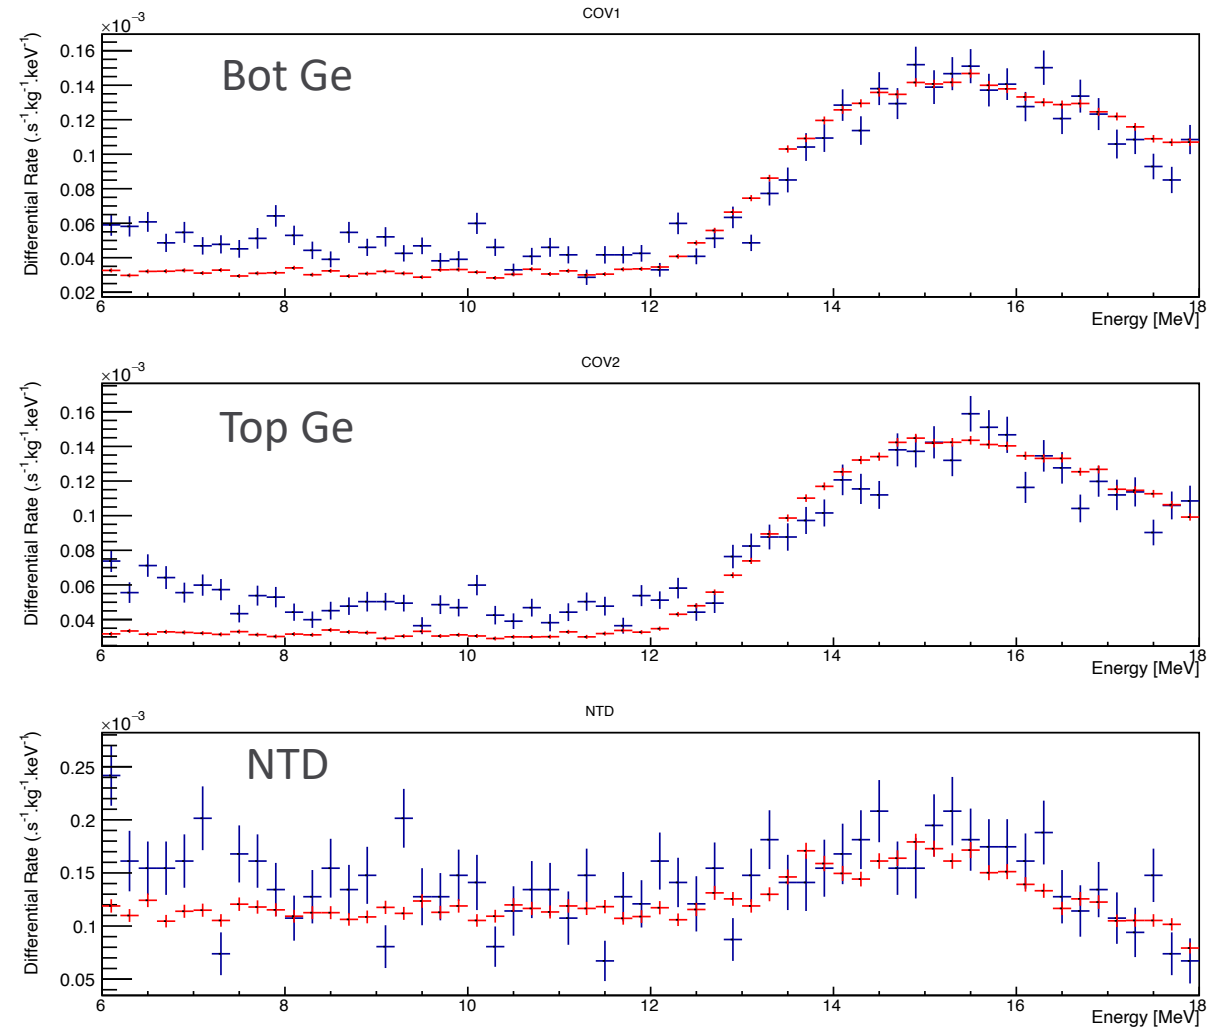 COV1
×10⁻³
Bot Ge
Differential Rate (.s⁻¹.kg⁻¹.keV⁻¹)
0.16
0.14
0.12
0.1
0.08
0.06
0.04
0.02
6 8 10 12 14 16 18
Energy [MeV]
COV2
×10⁻³
Top Ge
Differential Rate (.s⁻¹.kg⁻¹.keV⁻¹)
0.16
0.14
0.12
0.1
0.08
0.06
0.04
6 8 10 12 14 16 18
Energy [MeV]
NTD
×10⁻³
NTD
Differential Rate (.s⁻¹.kg⁻¹.keV⁻¹)
0.25
0.2
0.15
0.1
0.05
6 8 10 12 14 16 18
Energy [MeV]